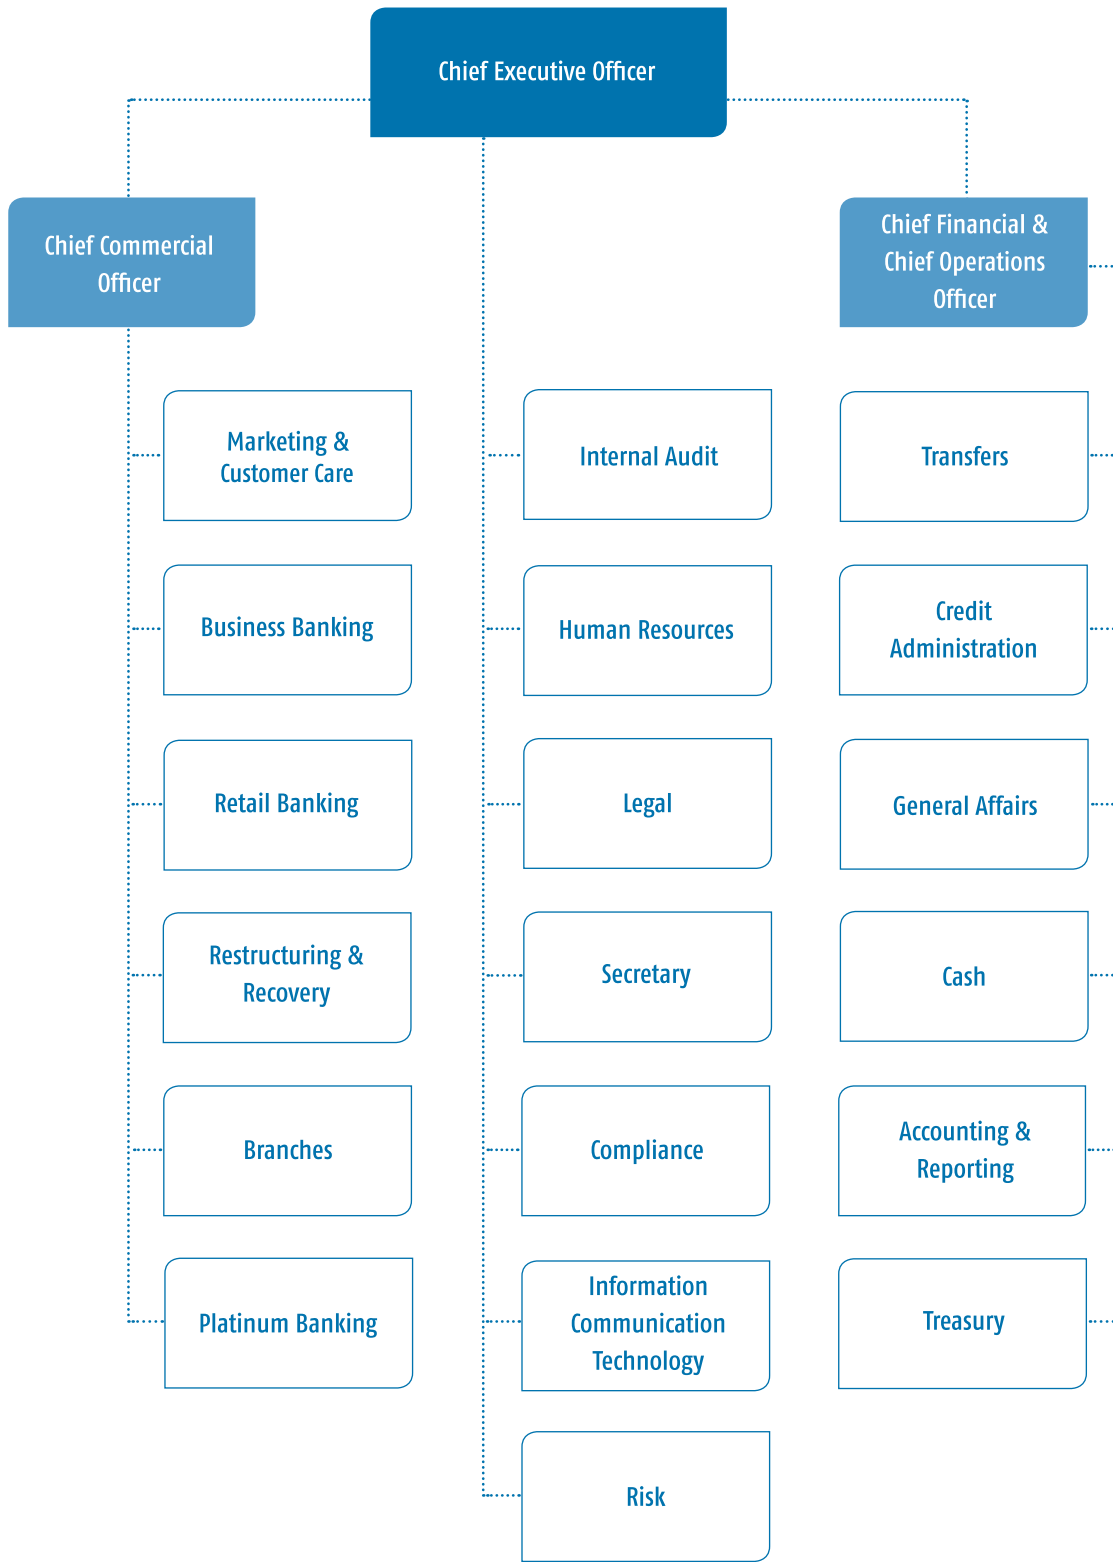 Chief Executive Officer
Chief Commercial
Officer
Chief Financial &
Chief Operations
Officer
Marketing &
Customer Care
Internal Audit
Transfers
Business Banking
Human Resources
Credit
Administration
Retail Banking
Legal
General Affairs
Restructuring &
Recovery
Secretary
Cash
Branches
Compliance
Accounting &
Reporting
Platinum Banking
Information
Communication
Technology
Treasury
Risk